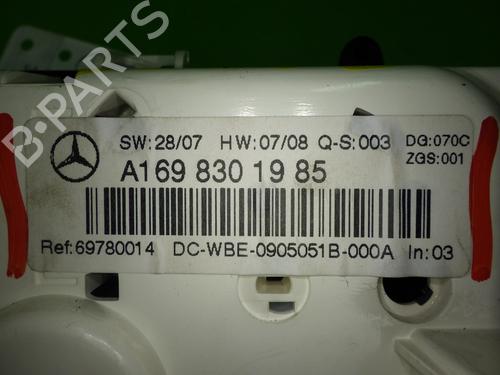 SW:28/07 HW:07/08 Q-S:003 DG:070C
ZGS:001
A169 830 19 85
Ref:69780014 DC-WBE-0905051B-000A In:03
B-PARTS